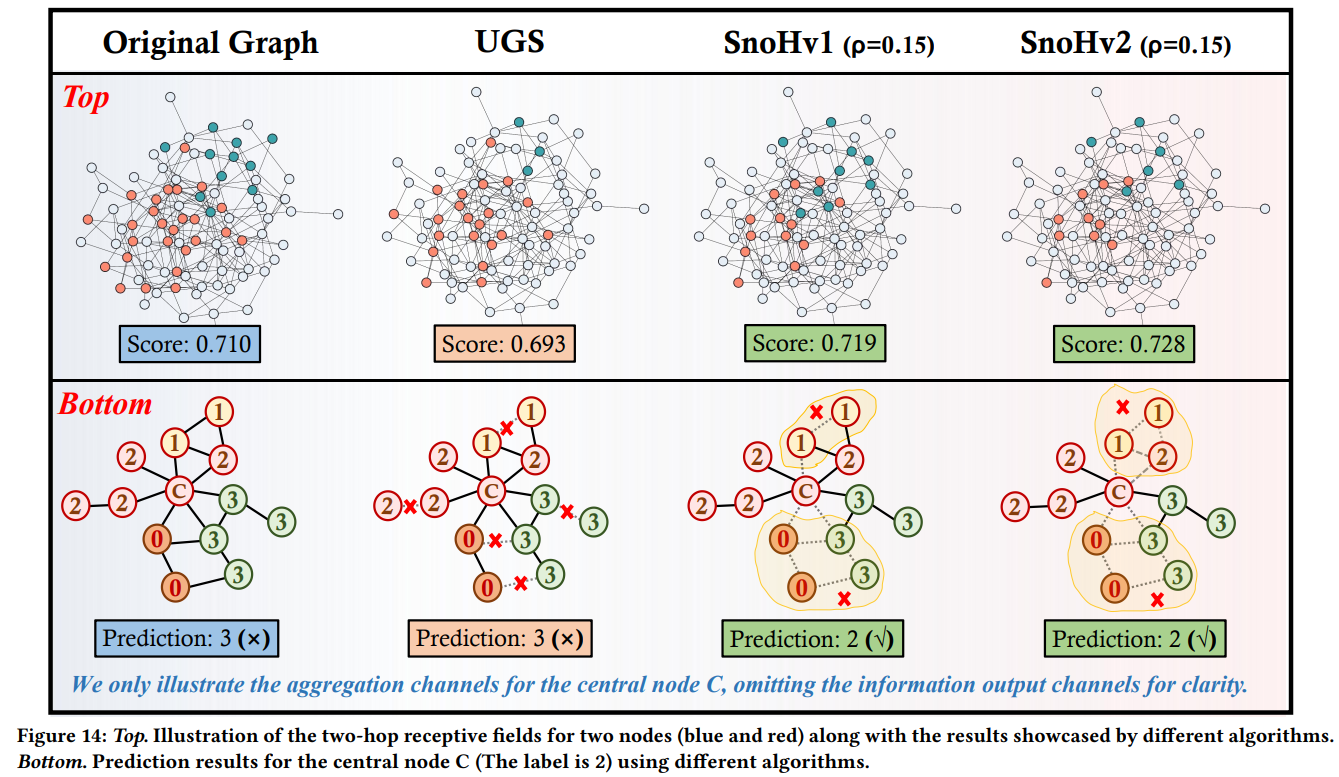 Original Graph UGS SnoHv1 (ρ=0.15) SnoHv2 (ρ=0.15)
Top
Score: 0.710 Score: 0.693 Score: 0.719 Score: 0.728
Bottom
1 1 1 1
1 1 1 1
2 2 2 2 2 2 2 2
C C C C
2 2 3 2 2 3 2 2 3 2 2 3
3 3 3 3
0 3 0 3 0 3 0 3
0 3 0 3 0 3 0 3
Prediction: 3 (×) Prediction: 3 (×) Prediction: 2 (√) Prediction: 2 (√)
We only illustrate the aggregation channels for the central node C, omitting the information output channels for clarity.
Figure 14: Top. Illustration of the two-hop receptive fields for two nodes (blue and red) along with the results showcased by different algorithms.
Bottom. Prediction results for the central node C (The label is 2) using different algorithms.